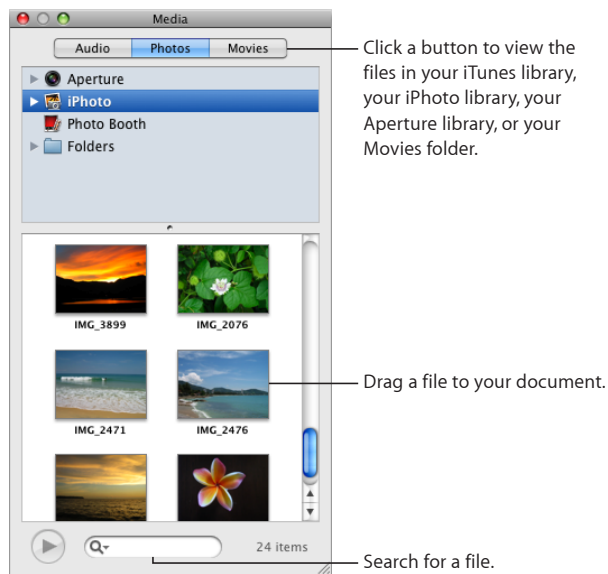 Media
Audio Photos Movies
Click a button to view the
files in your iTunes library,
your iPhoto library, your
Aperture library, or your
Movies folder.
Aperture
iPhoto
Photo Booth
Folders
IMG_3899 IMG_2076
IMG_2471 IMG_2476
Drag a file to your document.
24 items
Search for a file.